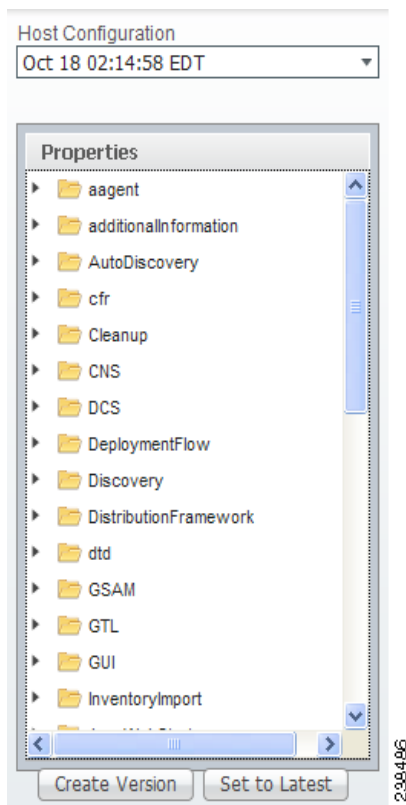 Host Configuration
Oct 18 02:14:58 EDT
Properties
aagent
additionalInformation
AutoDiscovery
cfr
Cleanup
CNS
DCS
DeploymentFlow
Discovery
DistributionFramework
dtd
GSAM
GTL
GUI
InventoryImport
Create Version
Set to Latest
238486